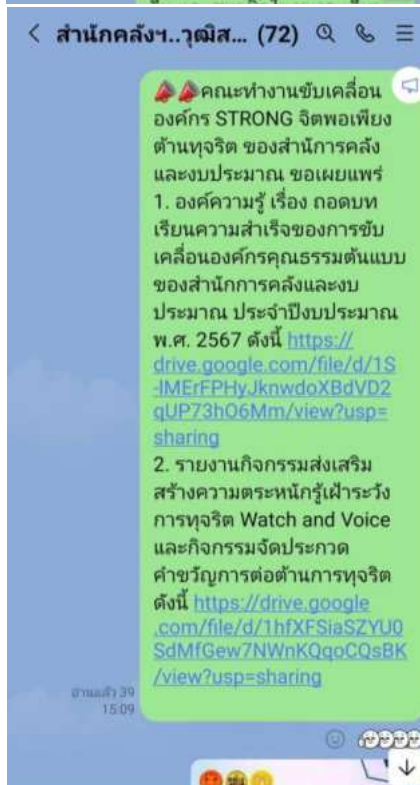 สำนักคลังฯ..วุฒิส... (72)
📣📣คณะทำงานขับเคลื่อน
องค์กร STRONG จิตพอเพียง
ต้านทุจริต ของสำนักการคลัง
และงบประมาณ ขอเผยแพร่
1. องค์ความรู้ เรื่อง ถอดบท
เรียนความสำเร็จของการขับ
เคลื่อนองค์กรคุณธรรมต้นแบบ
ของสำนักการคลังและงบ
ประมาณ ประจำปีงบประมาณ
พ.ศ. 2567 ดังนี้ https://
drive.google.com/file/d/1S
-lMErFPHyJknwdoXBdVD2
qUP73hO6Mm/view?usp=
sharing
2. รายงานกิจกรรมส่งเสริม
สร้างความตระหนักรู้เฝ้าระวัง
การทุจริต Watch and Voice
และกิจกรรมจัดประกวด
คำขวัญการต่อต้านการทุจริต
ดังนี้ https://drive.google
.com/file/d/1hfXFSiaSZYU0
SdMfGew7NWnKQqoCQsBK
/view?usp=sharing
อ่านแล้ว 39
15:09